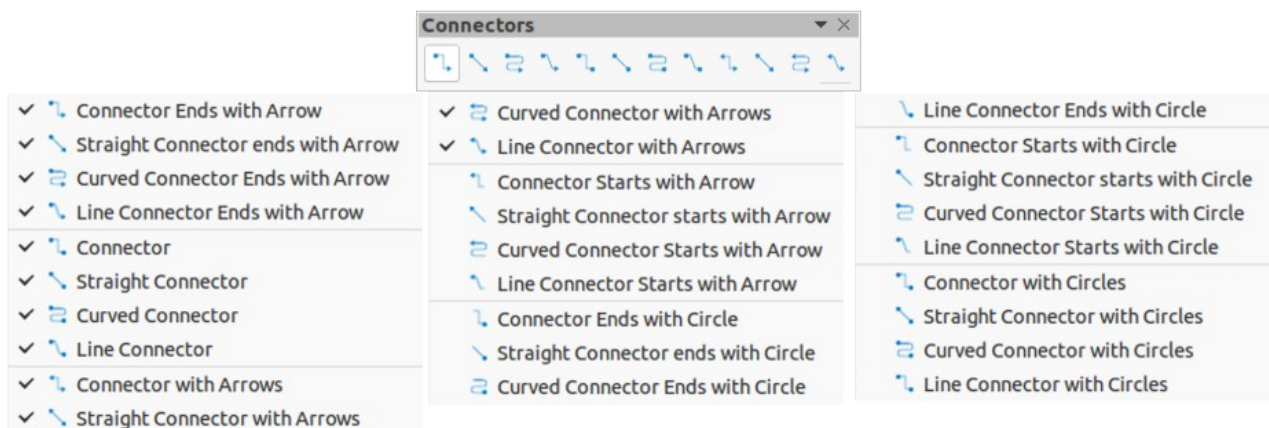 Connectors
Connector Ends with Arrow
Straight Connector ends with Arrow
Curved Connector Ends with Arrow
Line Connector Ends with Arrow
Connector
Straight Connector
Curved Connector
Line Connector
Connector with Arrows
Straight Connector with Arrows
Curved Connector with Arrows
Line Connector with Arrows
Connector Starts with Arrow
Straight Connector starts with Arrow
Curved Connector Starts with Arrow
Line Connector Starts with Arrow
Connector Ends with Circle
Straight Connector ends with Circle
Curved Connector Ends with Circle
Line Connector Ends with Circle
Connector Starts with Circle
Straight Connector starts with Circle
Curved Connector Starts with Circle
Line Connector Starts with Circle
Connector with Circles
Straight Connector with Circles
Curved Connector with Circles
Line Connector with Circles